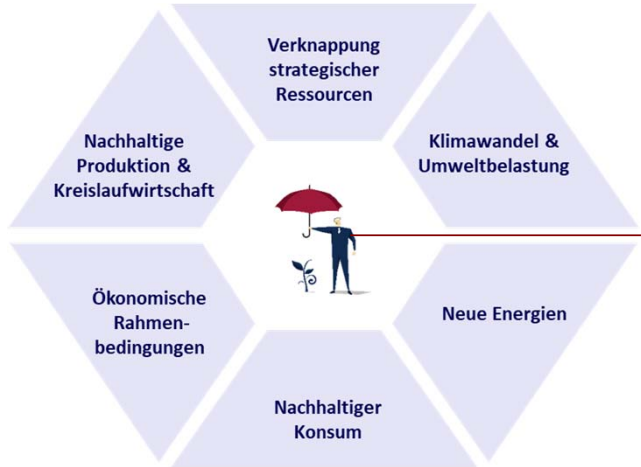 Verknappung
strategischer
Ressourcen
Nachhaltige
Produktion &
Kreislaufwirtschaft
Klimawandel &
Umweltbelastung
Ökonomische
Rahmen-
bedingungen
Neue Energien
Nachhaltiger
Konsum